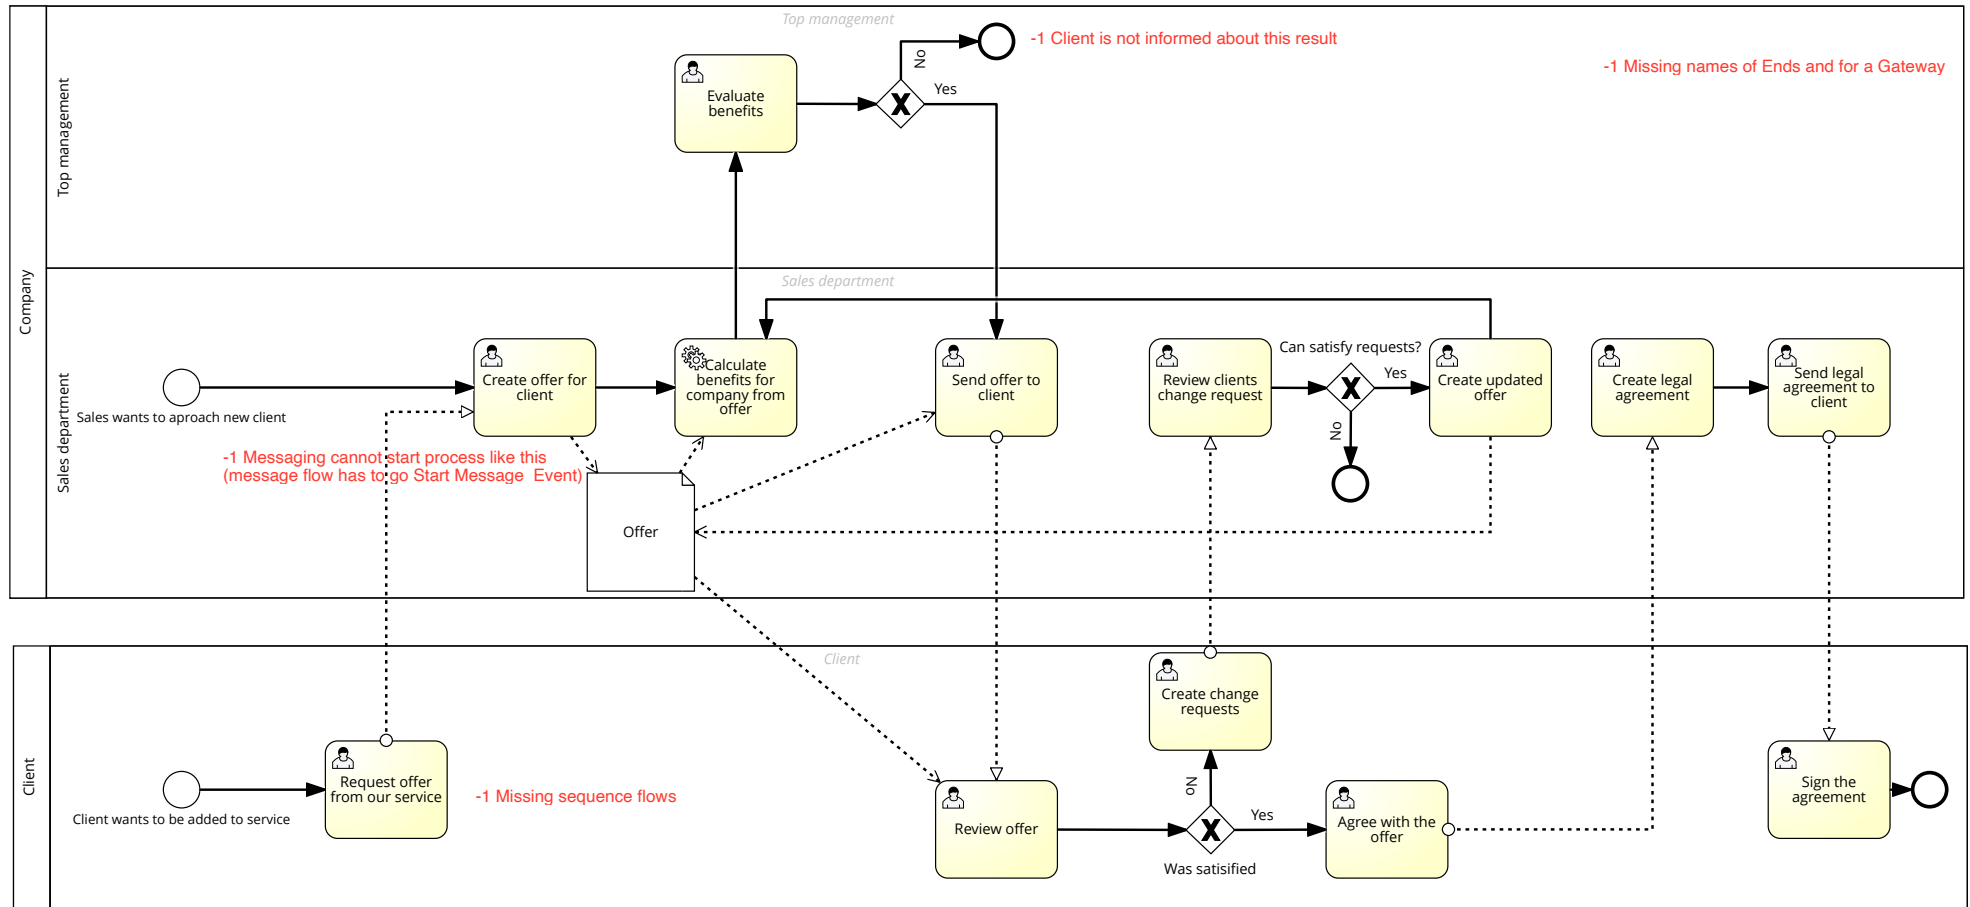 Top management
-1 Client is not informed about this result
-1 Missing names of Ends and for a Gateway
No
Yes
Evaluate
benefits
Top management
Company
Sales department
Sales department
Sales wants to aproach new client
Create offer for
client
Calculate
benefits for
company from
offer
Send offer to
client
Review clients
change request
Can satisfy requests?
Yes
No
Create updated
offer
Create legal
agreement
Send legal
agreement to
client
-1 Messaging cannot start process like this
(message flow has to go Start Message Event)
Offer
Client
Client
Client wants to be added to service
Request offer
from our service
-1 Missing sequence flows
Create change
requests
No
Review offer
Yes
Was satisified
Agree with the
offer
Sign the
agreement